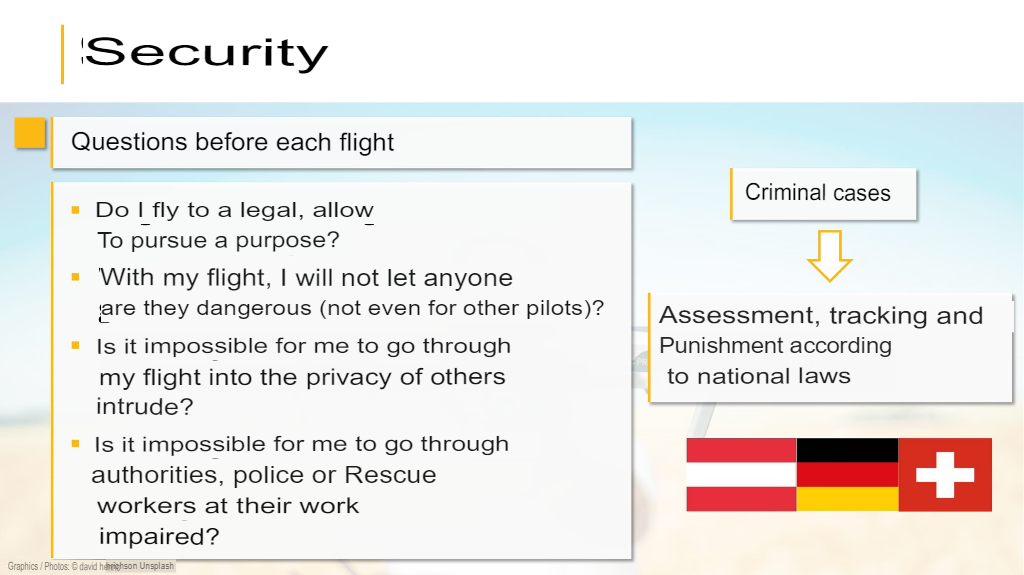 Security
Questions before each flight
Do I fly to a legal, allow
To pursue a purpose?
With my flight, I will not let anyone
are they dangerous (not even for other pilots)?
Is it impossible for me to go through
my flight into the privacy of others
intrude?
Is it impossible for me to go through
authorities, police or Rescue
workers at their work
impaired?
Criminal cases
Assessment, tracking and
Punishment according
to national laws
Graphics / Photos: © david
Unsplash